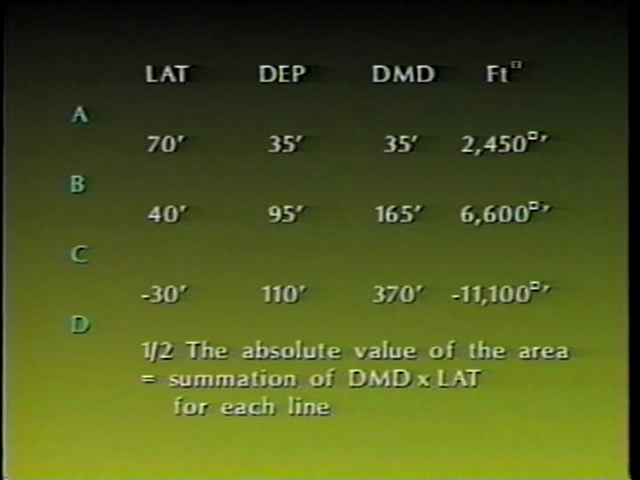 LAT DEP DMD Ft□
A
70′ 35′ 35′ 2,450□′
B
40′ 95′ 165′ 6,600□′
C
-30′ 110′ 370′ -11,100□′
D
1/2 The absolute value of the area
= summation of DMD x LAT
for each line